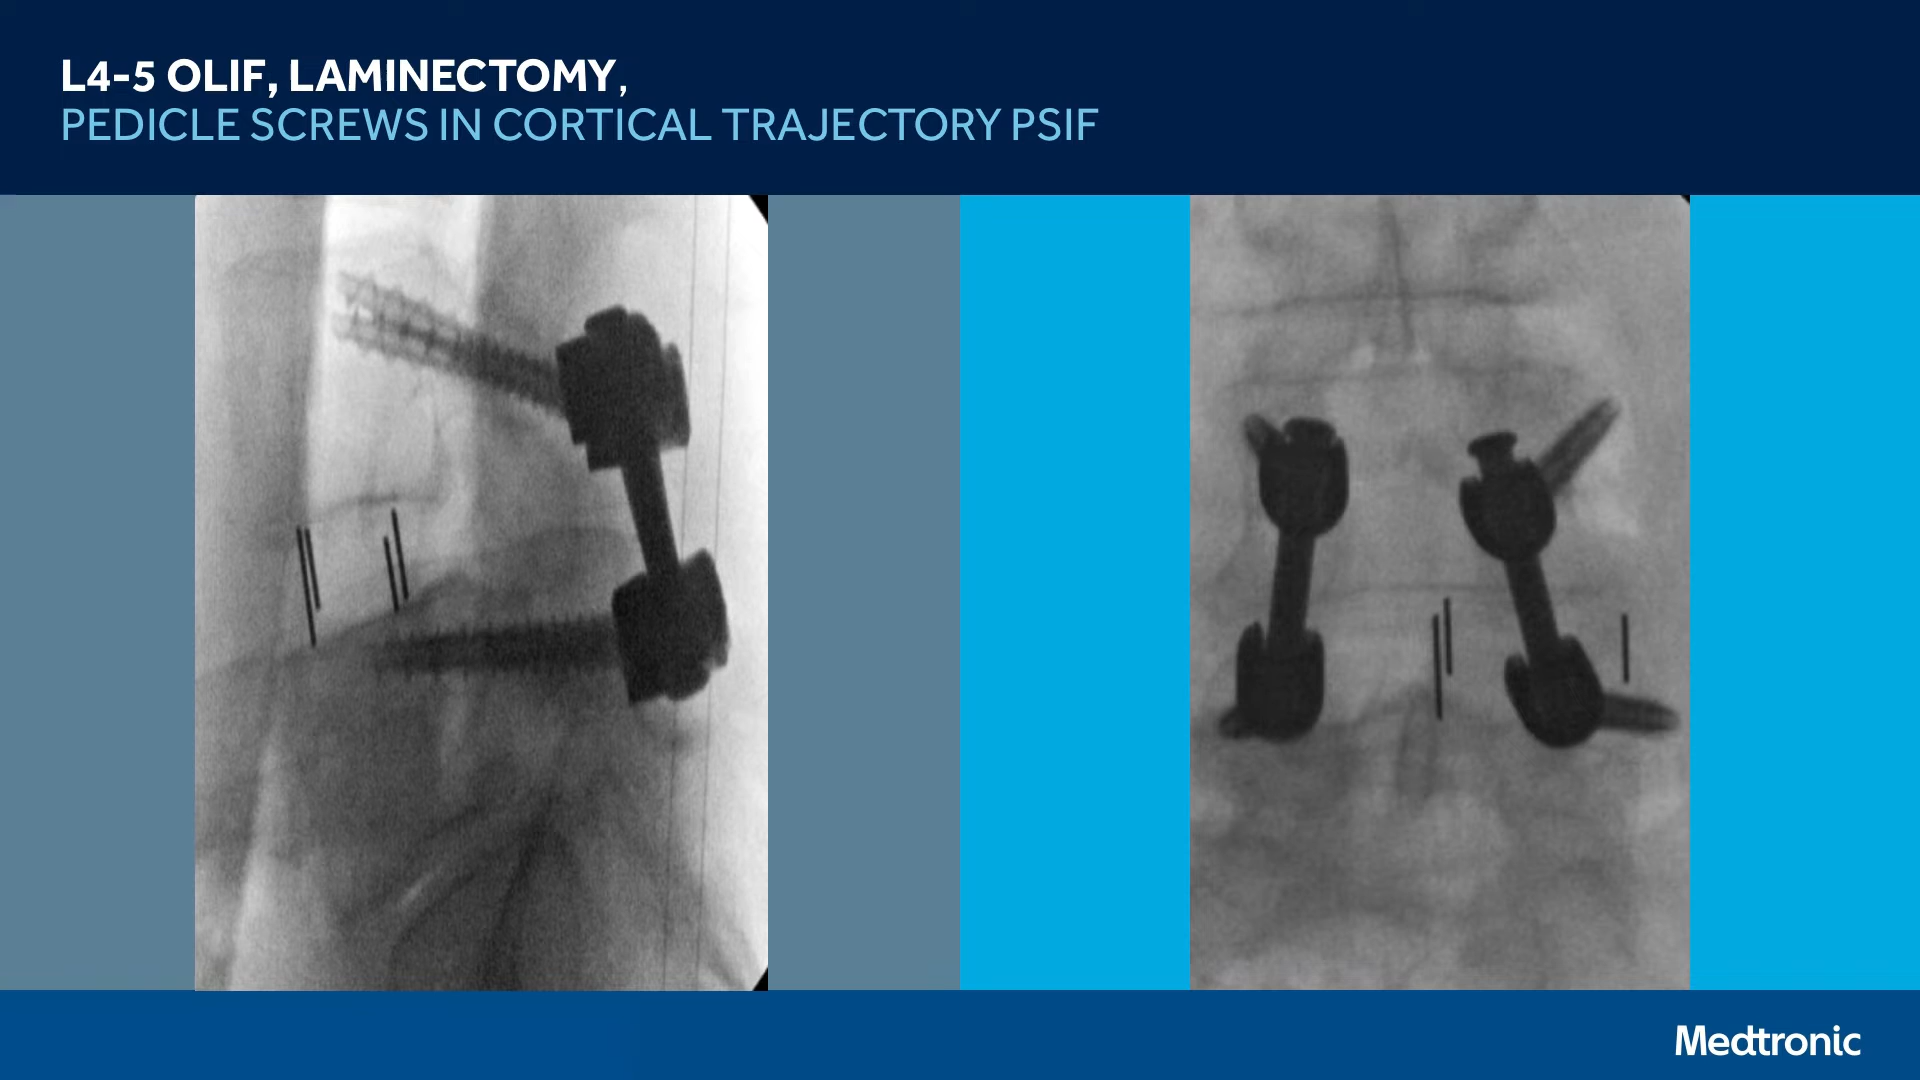 L4-5 OLIF, LAMINECTOMY,
PEDICLE SCREWS IN CORTICAL TRAJECTORY PSIF
Medtronic